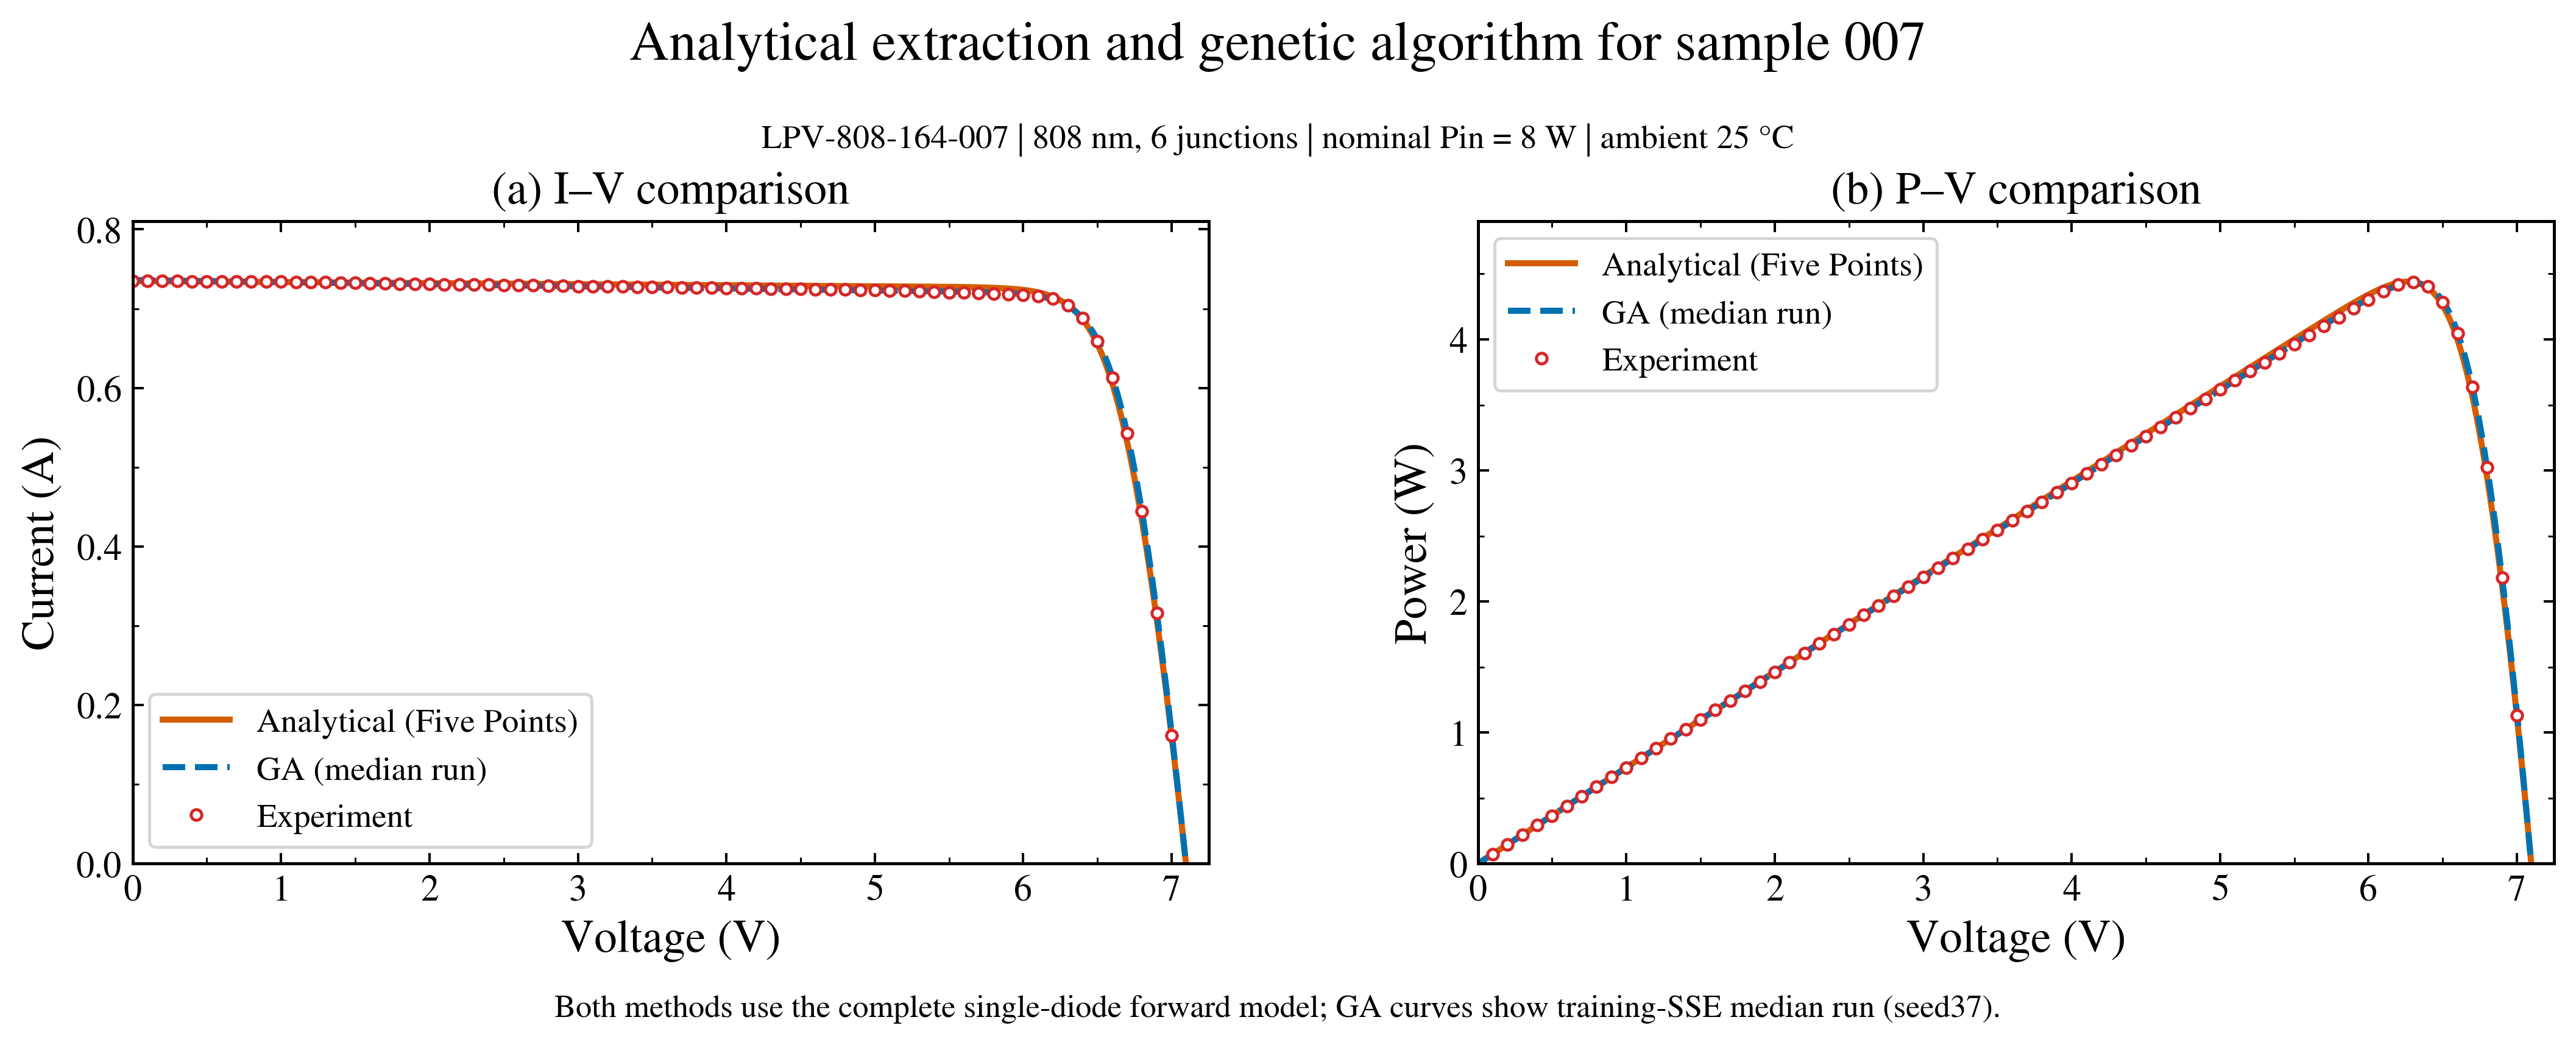 Analytical extraction and genetic algorithm for sample 007
LPV-808-164-007 | 808 nm, 6 junctions | nominal Pin = 8 W | ambient 25 °C
(a) I–V comparison
0.8
0.6
0.4
0.2
0.0
Current (A)
Analytical (Five Points)
GA (median run)
Experiment
0 1 2 3 4 5 6 7
Voltage (V)
(b) P–V comparison
Analytical (Five Points)
GA (median run)
Experiment
4
3
2
1
0
Power (W)
0 1 2 3 4 5 6 7
Voltage (V)
Both methods use the complete single-diode forward model; GA curves show training-SSE median run (seed37).